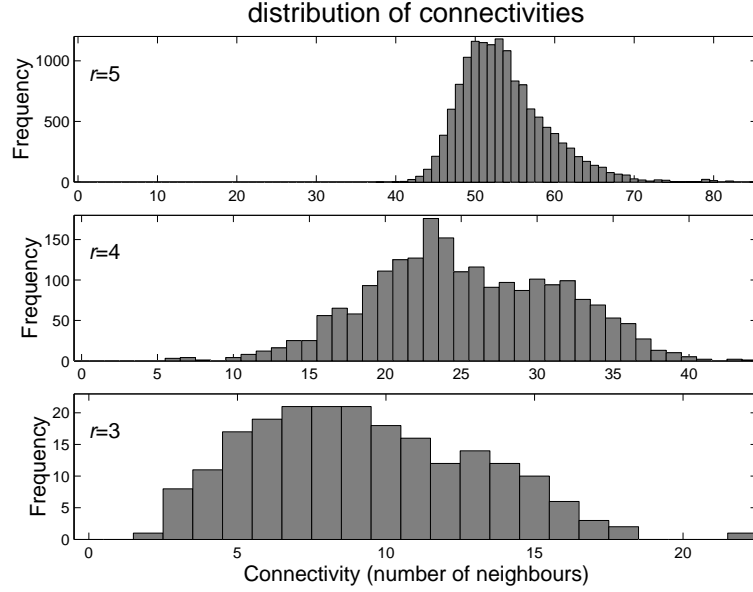 distribution of connectivities
1000
500
0
Frequency
r=5
0 10 20 30 40 50 60 70 80
150
100
50
0
Frequency
r=4
0 5 10 15 20 25 30 35 40
20
15
10
5
0
Frequency
r=3
0 5 10 15 20
Connectivity (number of neighbours)